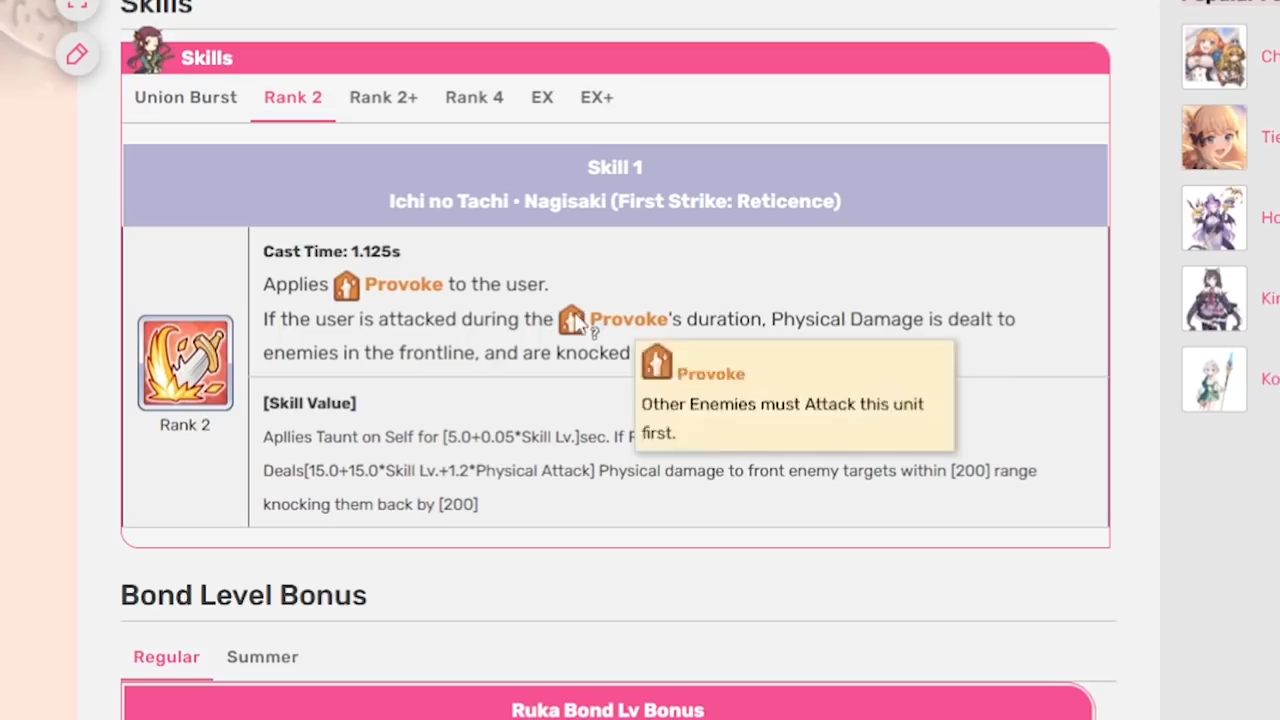 Skills
Skills
Union Burst Rank 2 Rank 2+ Rank 4 EX EX+
Skill 1
Ichi no Tachi • Nagisaki (First Strike: Reticence)
Cast Time: 1.125s
Applies Provoke to the user.
If the user is attacked during the Provoke's duration, Physical Damage is dealt to
enemies in the frontline, and are knocked
Provoke
Other Enemies must Attack this unit
first.
Rank 2
[Skill Value]
Apllies Taunt on Self for [5.0+0.05*Skill Lv.]sec. If
Deals[15.0+15.0*Skill Lv.+1.2*Physical Attack] Physical damage to front enemy targets within [200] range
knocking them back by [200]
Bond Level Bonus
Regular Summer
Ruka Bond Lv Bonus
Ch
Tie
Ho
Kir
Ko